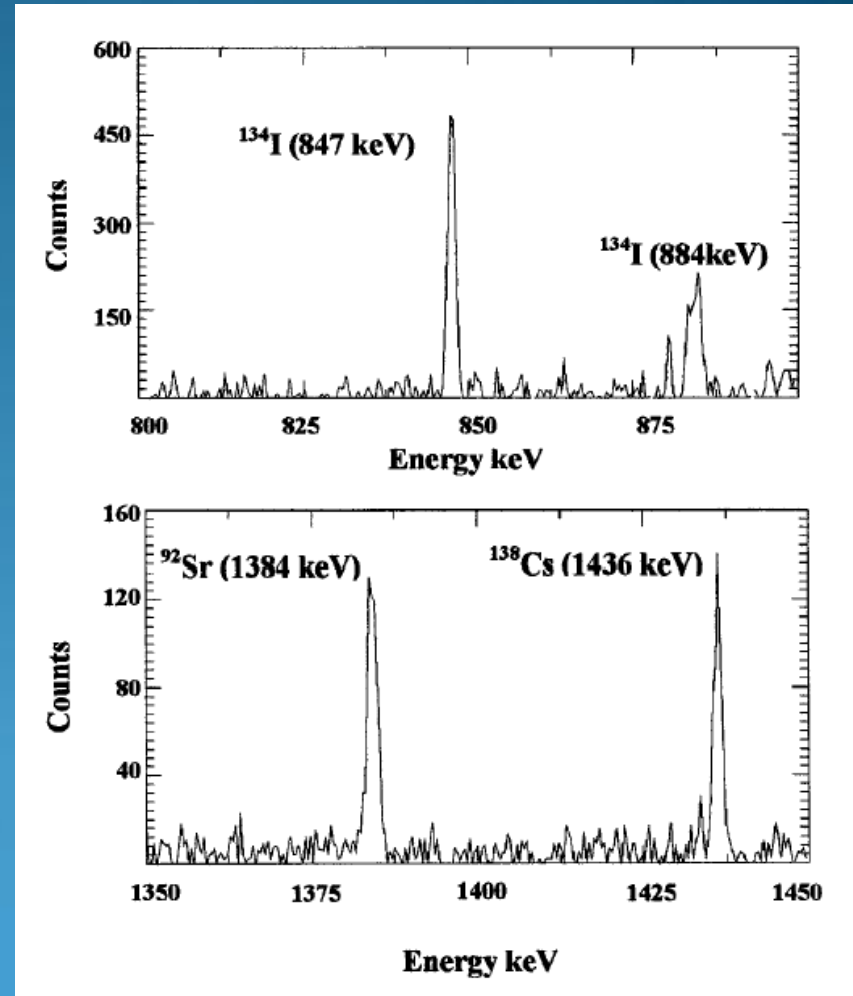 600
450
300
150
Counts
¹³⁴I (847 keV)
¹³⁴I (884keV)
800 825 850 875
Energy keV
160
120
80
40
Counts
⁹²Sr (1384 keV)
¹³⁸Cs (1436 keV)
1350 1375 1400 1425 1450
Energy keV